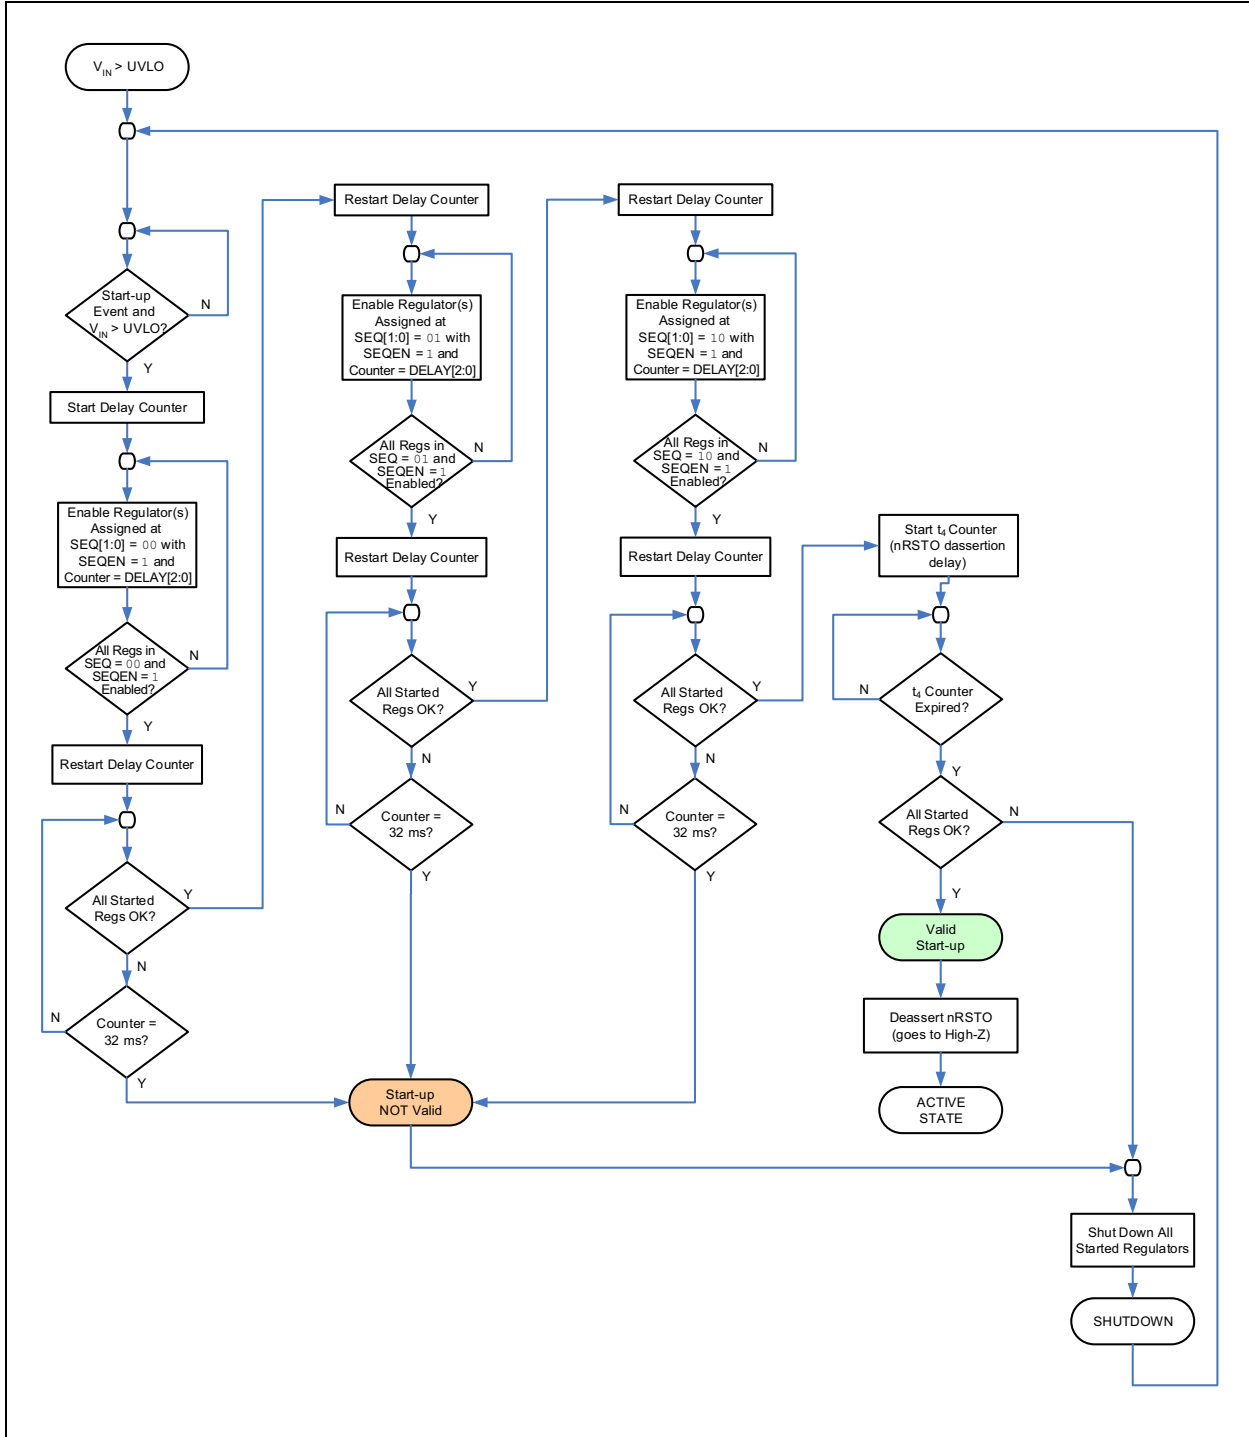 V_IN > UVLO
Start-up
Event and
V_IN > UVLO?
N
Y
Start Delay Counter
Enable Regulator(s)
Assigned at
SEQ[1:0] = 00 with
SEQEN = 1 and
Counter = DELAY[2:0]
All Regs in
SEQ = 00 and
SEQEN = 1
Enabled?
N
Y
Restart Delay Counter
All Started
Regs OK?
Y
N
Counter =
32 ms?
N
Y
Restart Delay Counter
Enable Regulator(s)
Assigned at
SEQ[1:0] = 01 with
SEQEN = 1 and
Counter = DELAY[2:0]
All Regs in
SEQ = 01 and
SEQEN = 1
Enabled?
N
Y
Restart Delay Counter
All Started
Regs OK?
Y
N
Counter =
32 ms?
N
Y
Start-up
NOT Valid
Restart Delay Counter
Enable Regulator(s)
Assigned at
SEQ[1:0] = 10 with
SEQEN = 1 and
Counter = DELAY[2:0]
All Regs in
SEQ = 10 and
SEQEN = 1
Enabled?
N
Y
Restart Delay Counter
All Started
Regs OK?
Y
N
Counter =
32 ms?
N
Y
Start t₄ Counter
(nRSTO dassertion
delay)
t₄ Counter
Expired?
N
Y
All Started
Regs OK?
N
Y
Valid
Start-up
Deassert nRSTO
(goes to High-Z)
ACTIVE
STATE
Shut Down All
Started Regulators
SHUTDOWN